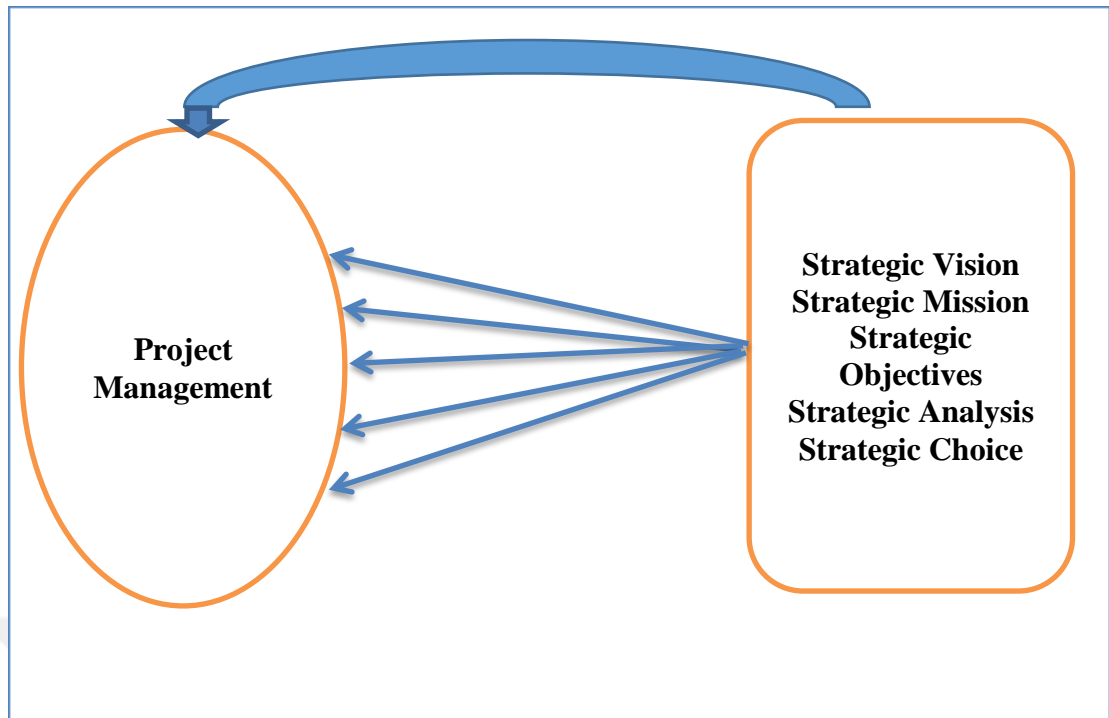 Project
Management
Strategic Vision
Strategic Mission
Strategic
Objectives
Strategic Analysis
Strategic Choice